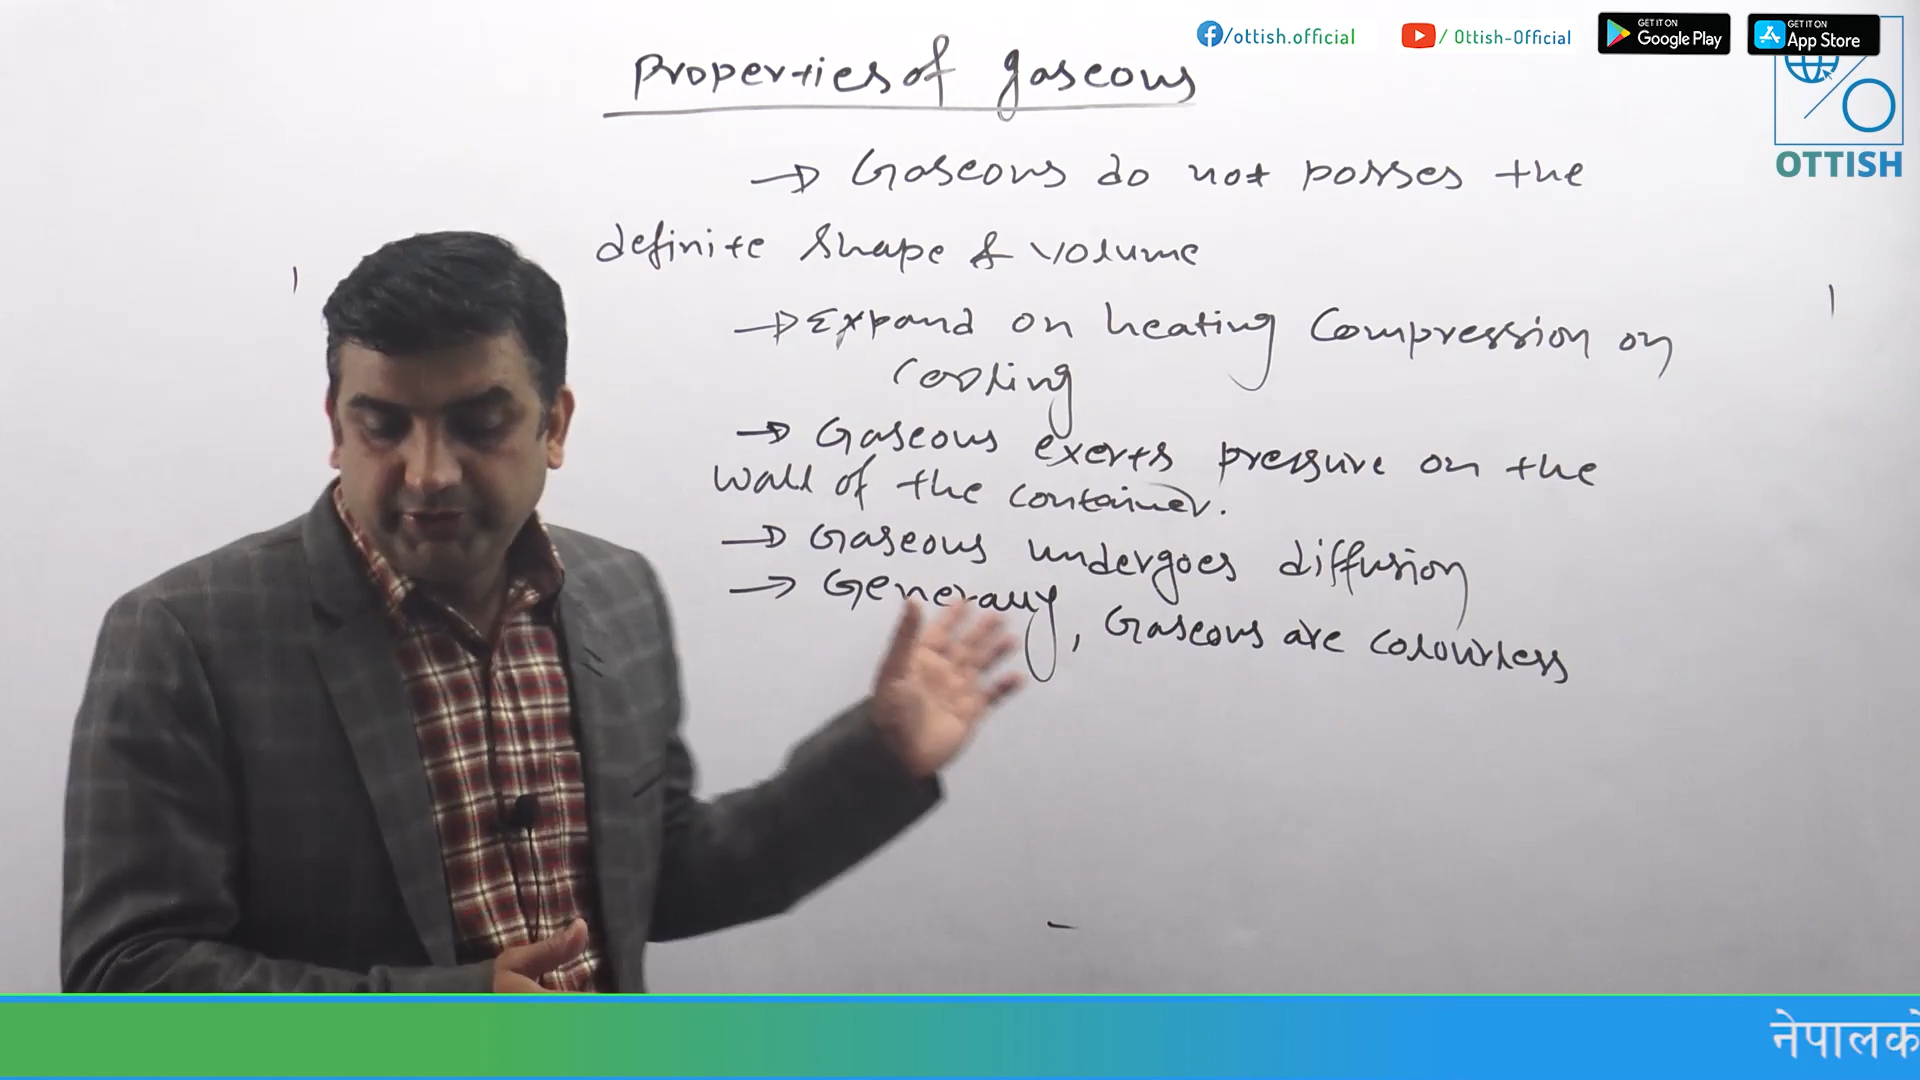 /ottish.official
/ Ottish-Official
GET IT ON
Google Play
GET IT ON
App Store
OTTISH
Properties of gaseous
→ Gaseous do not posses the
definite shape & volume
→ Expand on heating Compression on
cooling
→ Gaseous exerts pressure on the
wall of the container.
→ Gaseous undergoes diffusion
→ Generally, Gaseous are colourless
नेपालको